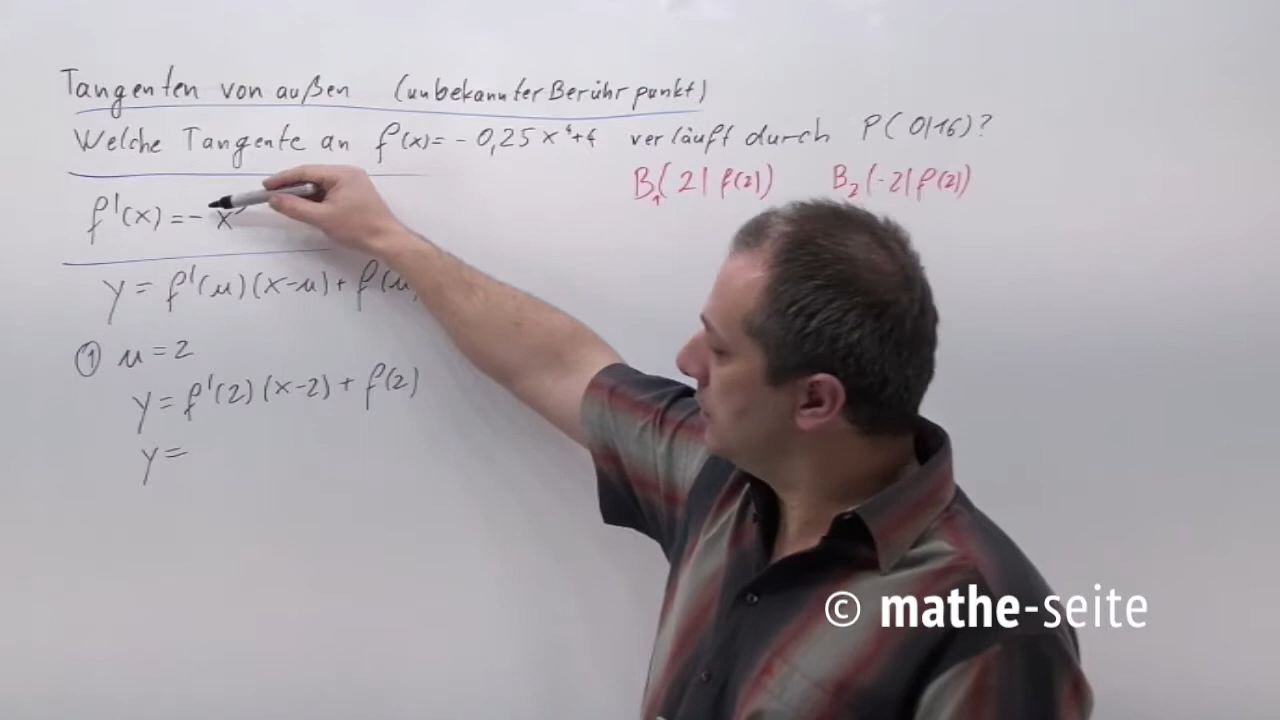 Tangenten von außen (unbekannter Berührpunkt)
Welche Tangente an f(x)= - 0,25 x⁴+4 verläuft durch P(0|16)?
B₁(2|f(2)) B₂(-2|f(2))
f'(x) = - x³
y = f'(u)(x-u)+ f(u)
① u = 2
y = f'(2)(x-2) + f(2)
y =
© mathe-seite